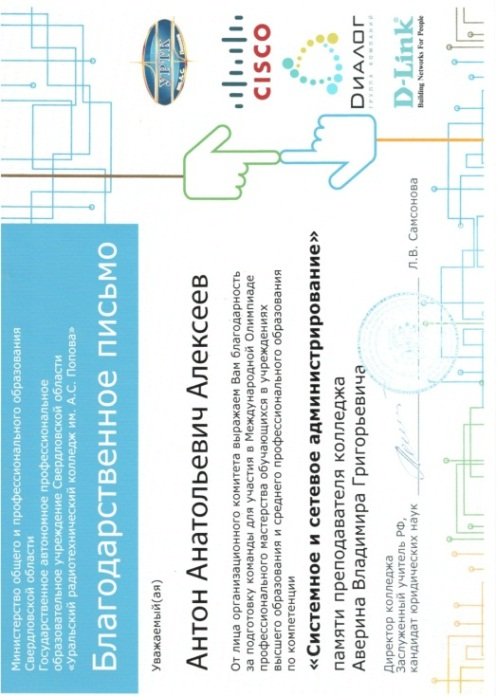 Министерство общего и профессионального образования
Свердловской области
Государственное автономное профессиональное
образовательное учреждение Свердловской области
«Уральский радиотехнический колледж им. А.С. Попова»
Благодарственное письмо
УРТК
CISCO
Диалог
ГРУППА КОМПАНИЙ
D-Link
Building Networks For People
Уважаемый(ая)
Антон Анатольевич Алексеев
От лица организационного комитета выражаем Вам благодарность
за подготовку команды для участия в Международной Олимпиаде
профессионального мастерства обучающихся в учреждениях
высшего образования и среднего профессионального образования
по компетенции
«Системное и сетевое администрирование»
памяти преподавателя колледжа
Аверина Владимира Григорьевича
Директор колледжа
Заслуженный учитель РФ,
кандидат юридических наук Л.В. Самсонова